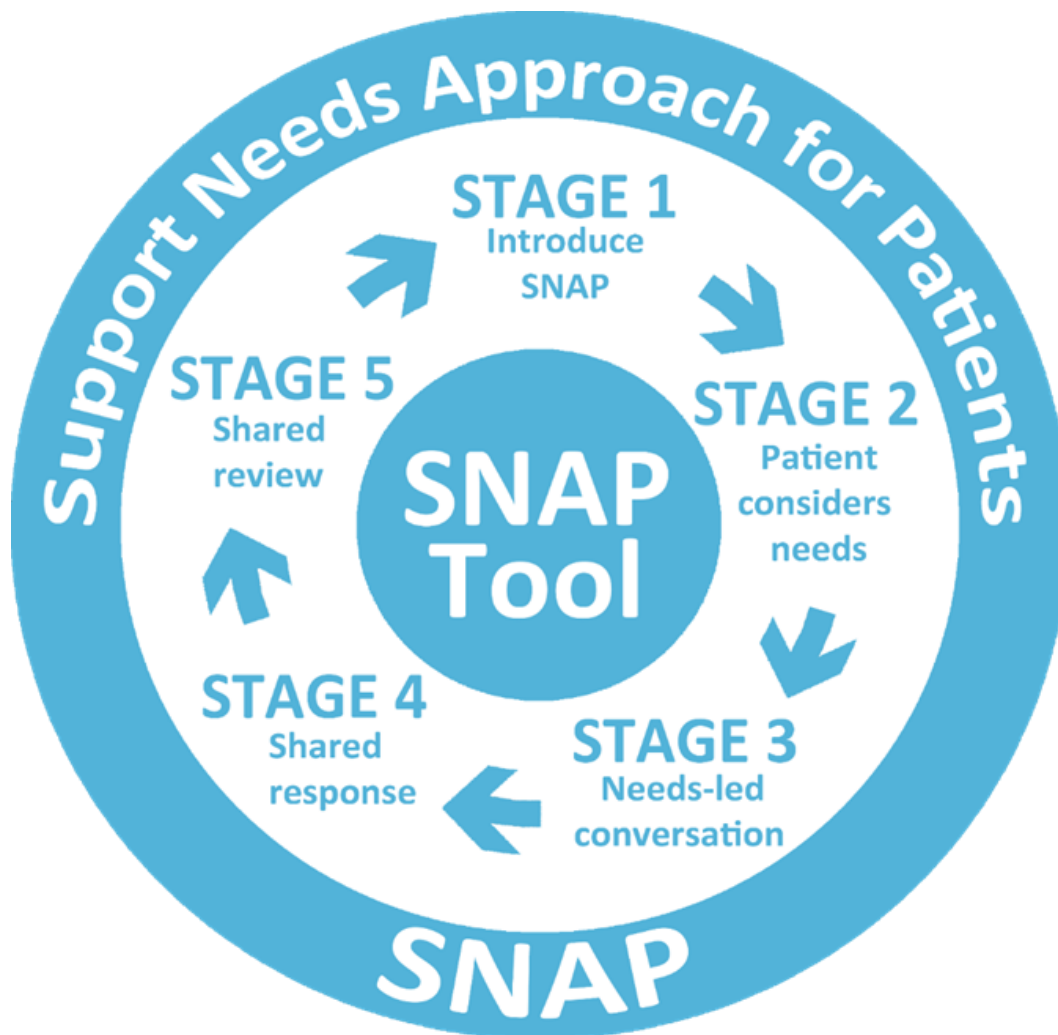 Support Needs Approach for Patients
STAGE 1
Introduce
SNAP
STAGE 2
Patient
considers
needs
STAGE 3
Needs-led
conversation
STAGE 4
Shared
response
STAGE 5
Shared
review
SNAP
Tool
SNAP